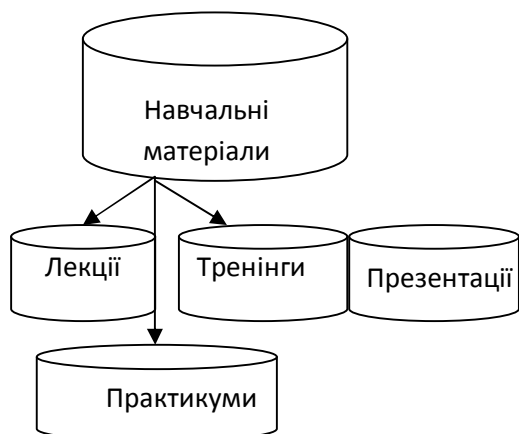 Навчальні
матеріали
Лекції
Тренінги
Презентації
Практикуми